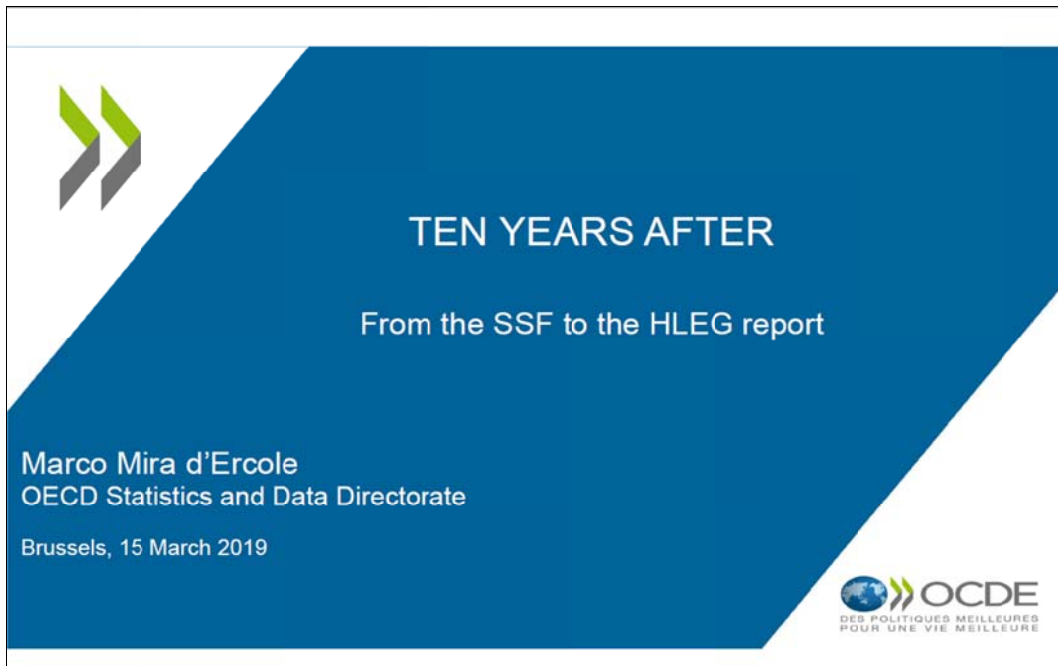 TEN YEARS AFTER
From the SSF to the HLEG report
Marco Mira d'Ercole
OECD Statistics and Data Directorate
Brussels, 15 March 2019
OCDE
DES POLITIQUES MEILLEURES
POUR UNE VIE MEILLEURE